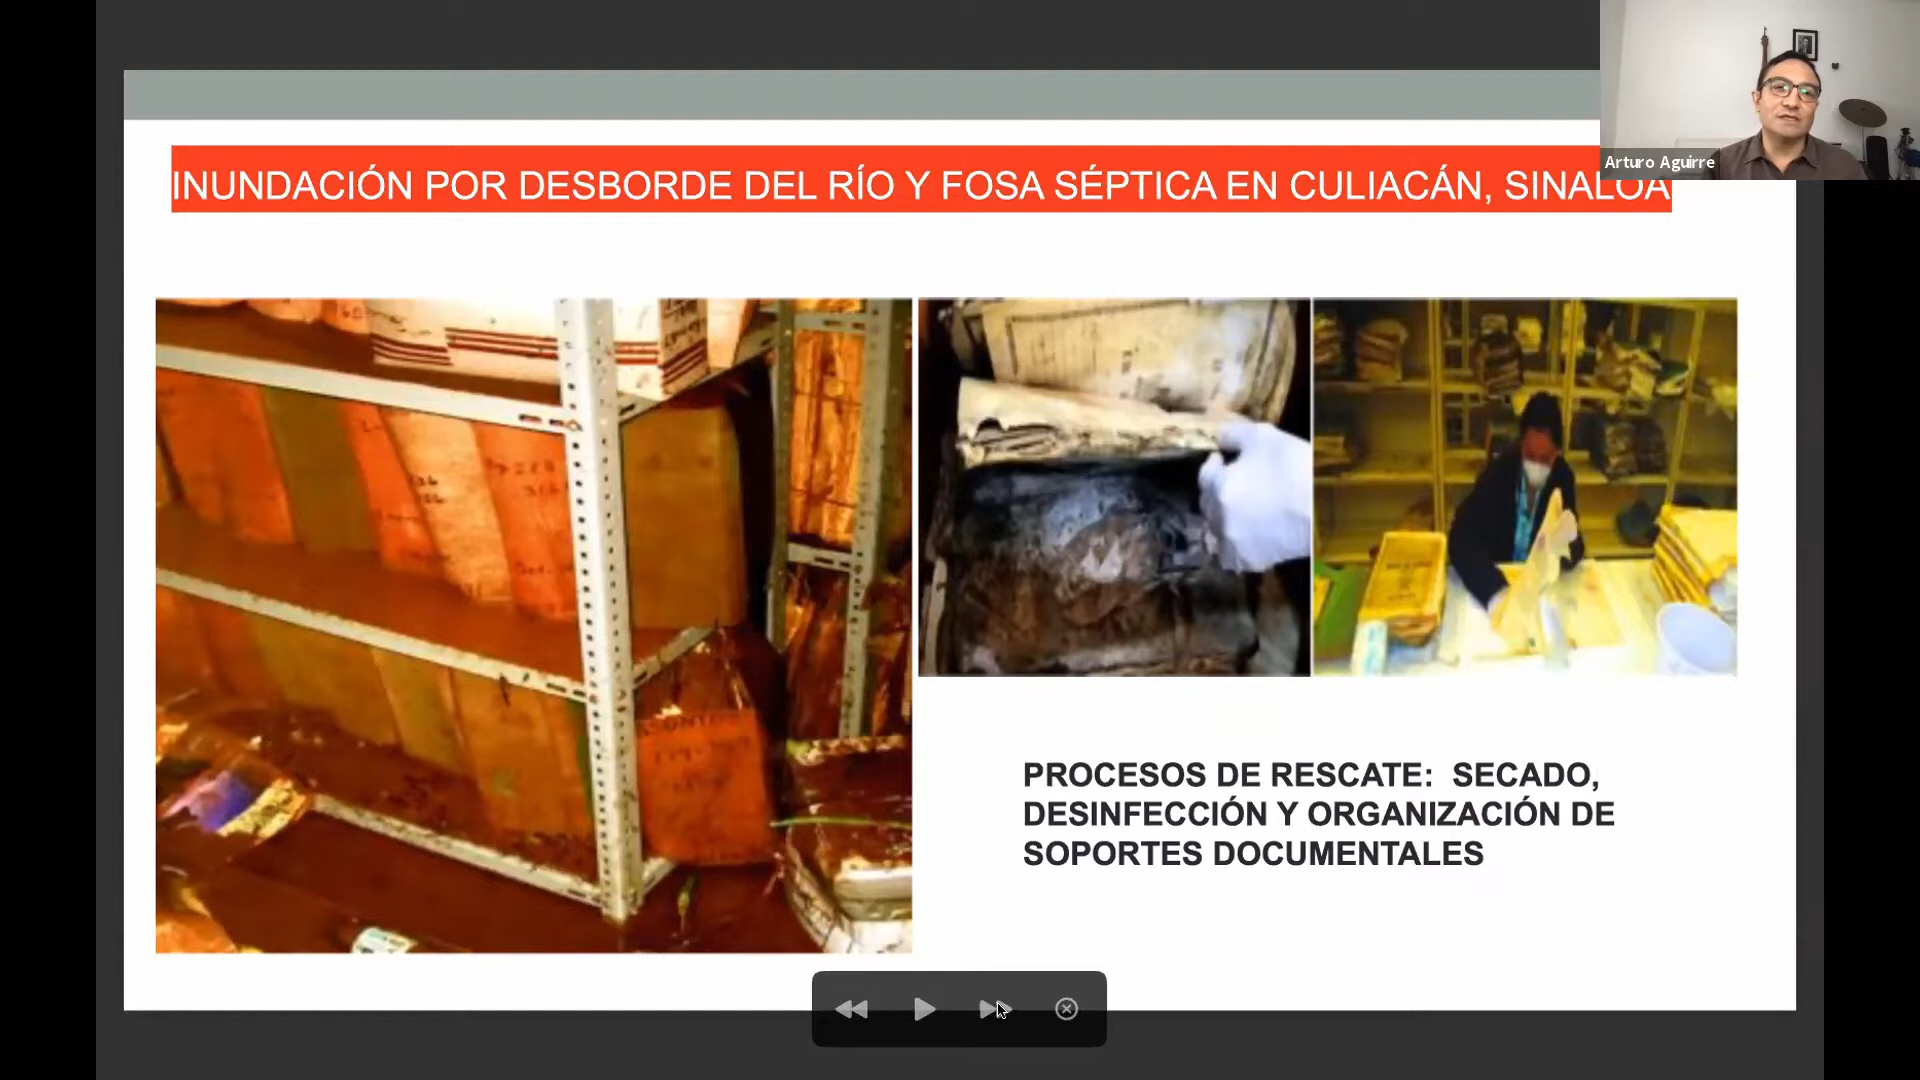 Arturo Aguirre
INUNDACIÓN POR DESBORDE DEL RÍO Y FOSA SÉPTICA EN CULIACÁN, SINALOA
PROCESOS DE RESCATE: SECADO,
DESINFECCIÓN Y ORGANIZACIÓN DE
SOPORTES DOCUMENTALES